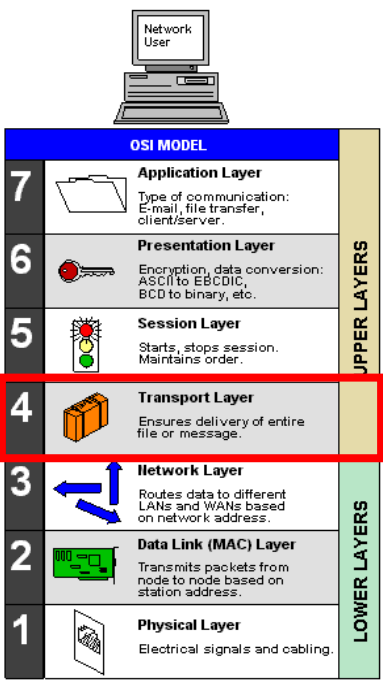 Network
User
OSI MODEL
7
Application Layer
Type of communication:
E-mail, file transfer,
client/server.
6
Presentation Layer
Encryption, data conversion:
ASCII to EBCDIC,
BCD to binary, etc.
5
Session Layer
Starts, stops session.
Maintains order.
4
Transport Layer
Ensures delivery of entire
file or message.
UPPER LAYERS
3
Network Layer
Routes data to different
LANs and WANs based
on network address.
2
Data Link (MAC) Layer
Transmits packets from
node to node based on
station address.
1
Physical Layer
Electrical signals and cabling.
LOWER LAYERS